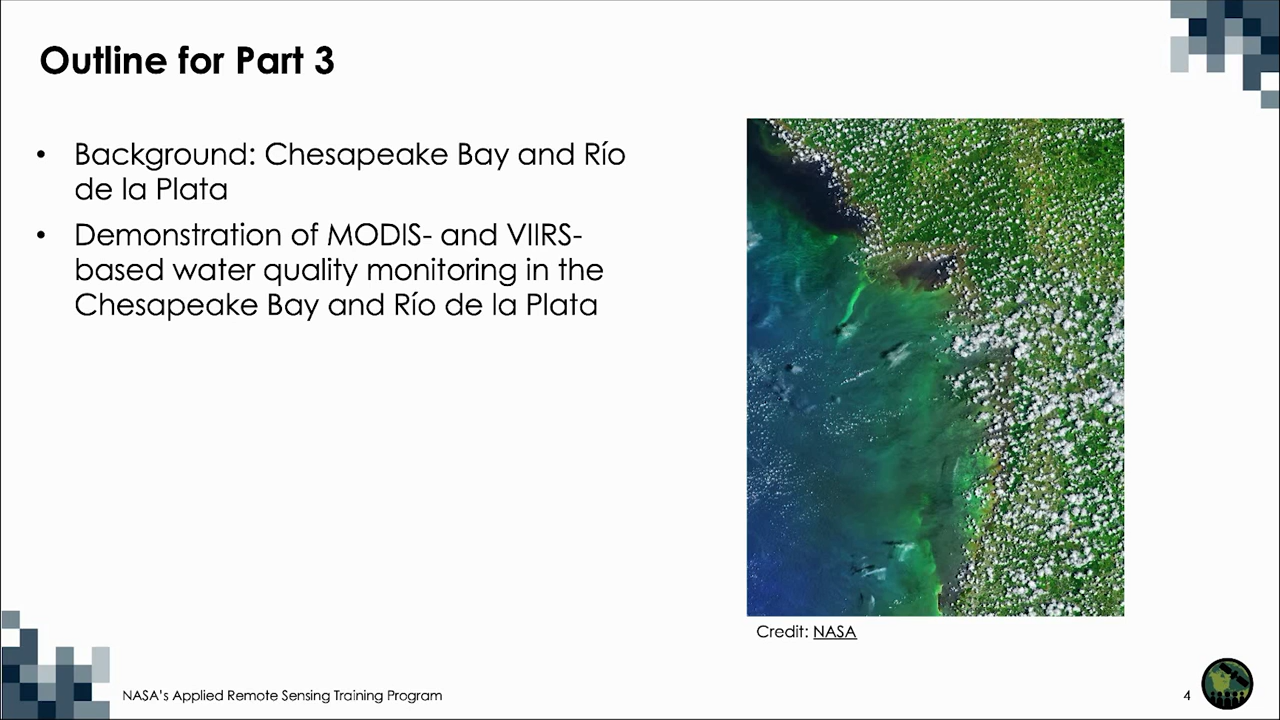 Outline for Part 3
• Background: Chesapeake Bay and Río
de la Plata
• Demonstration of MODIS- and VIIRS-
based water quality monitoring in the
Chesapeake Bay and Río de la Plata
Credit: NASA
NASA's Applied Remote Sensing Training Program
4